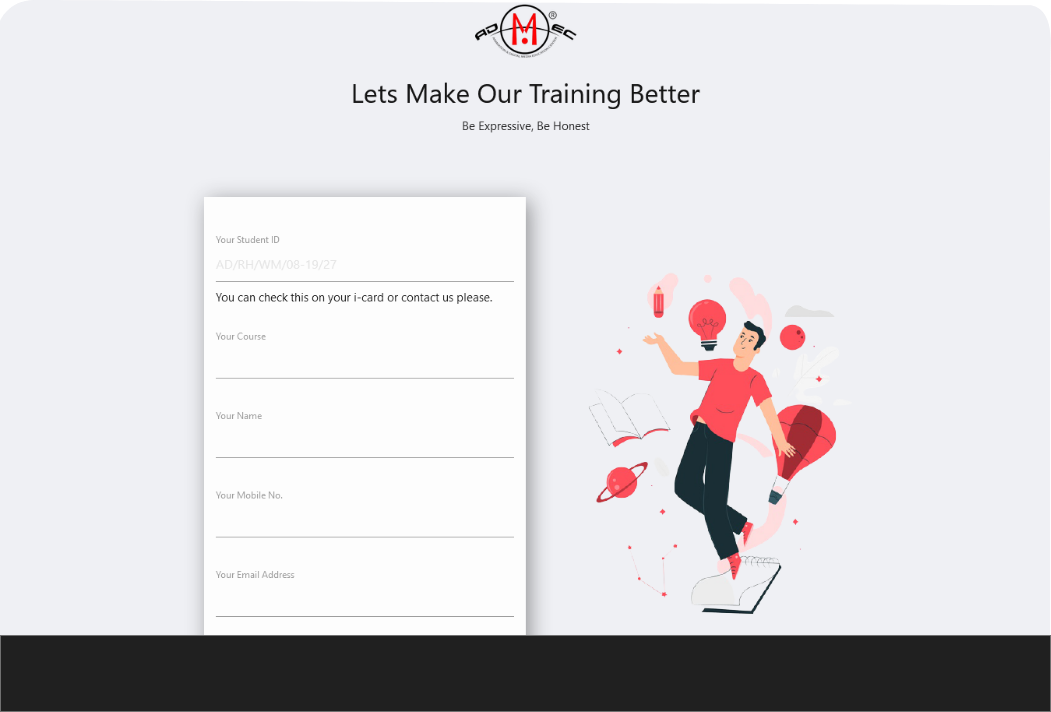 ADMEC
®
Lets Make Our Training Better
Be Expressive, Be Honest
Your Student ID
AD/RH/WM/08-19/27
You can check this on your i-card or contact us please.
Your Course
Your Name
Your Mobile No.
Your Email Address